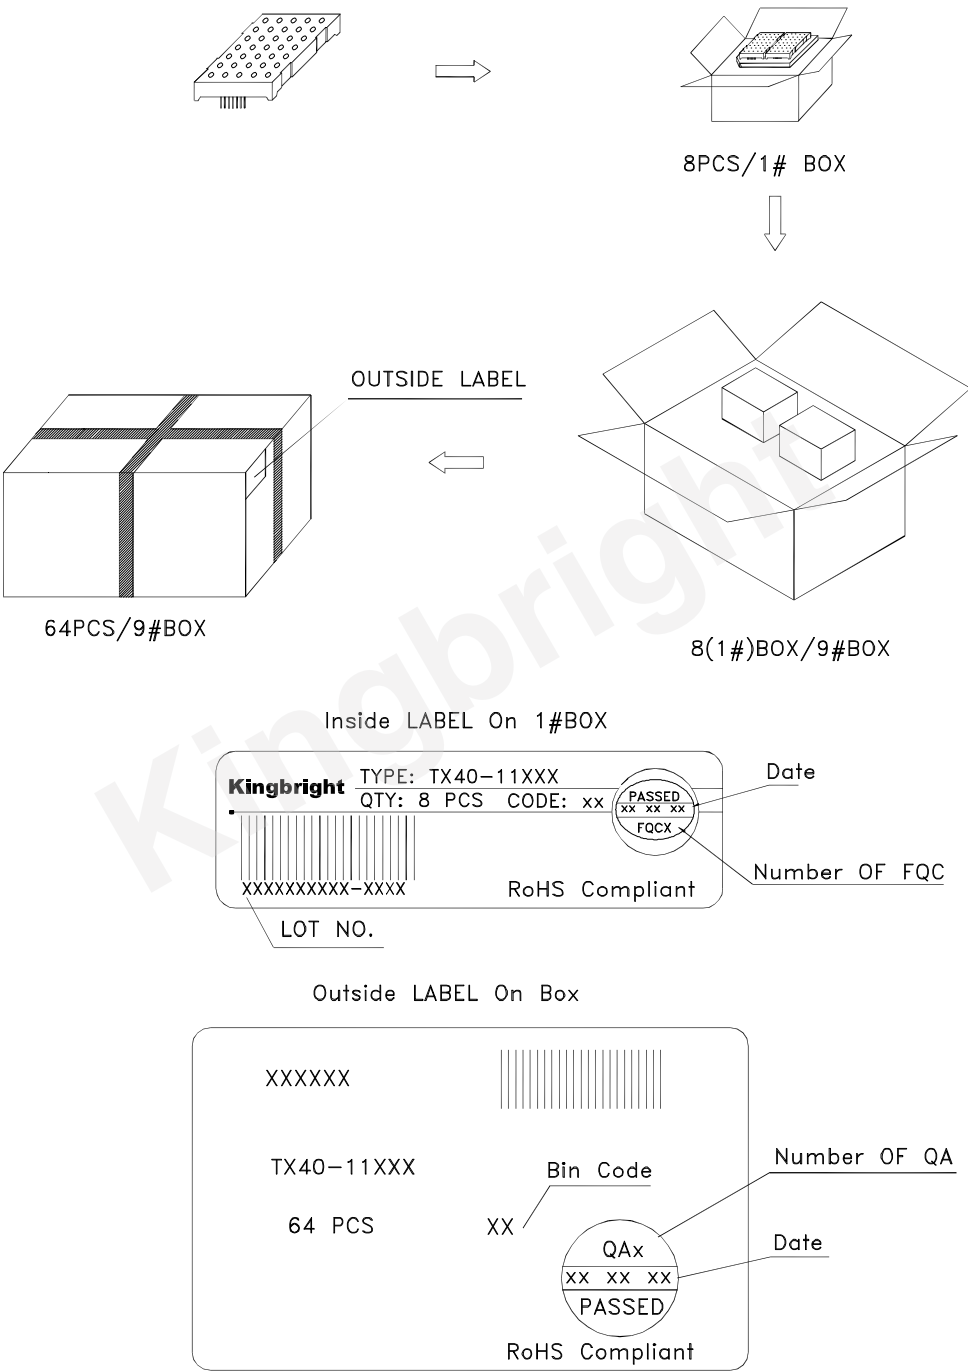 8PCS/1# BOX
OUTSIDE LABEL
64PCS/9#BOX
8(1#)BOX/9#BOX
Kingbright
Inside LABEL On 1#BOX
Kingbright
TYPE: TX40-11XXX
QTY: 8 PCS CODE: xx
PASSED
xx xx xx
FQCX
Date
Number OF FQC
XXXXXXXXXX-XXXX
RoHS Compliant
LOT NO.
Outside LABEL On Box
XXXXXX
TX40-11XXX
Bin Code
Number OF QA
64 PCS
XX
QAx
Date
xx xx xx
PASSED
RoHS Compliant